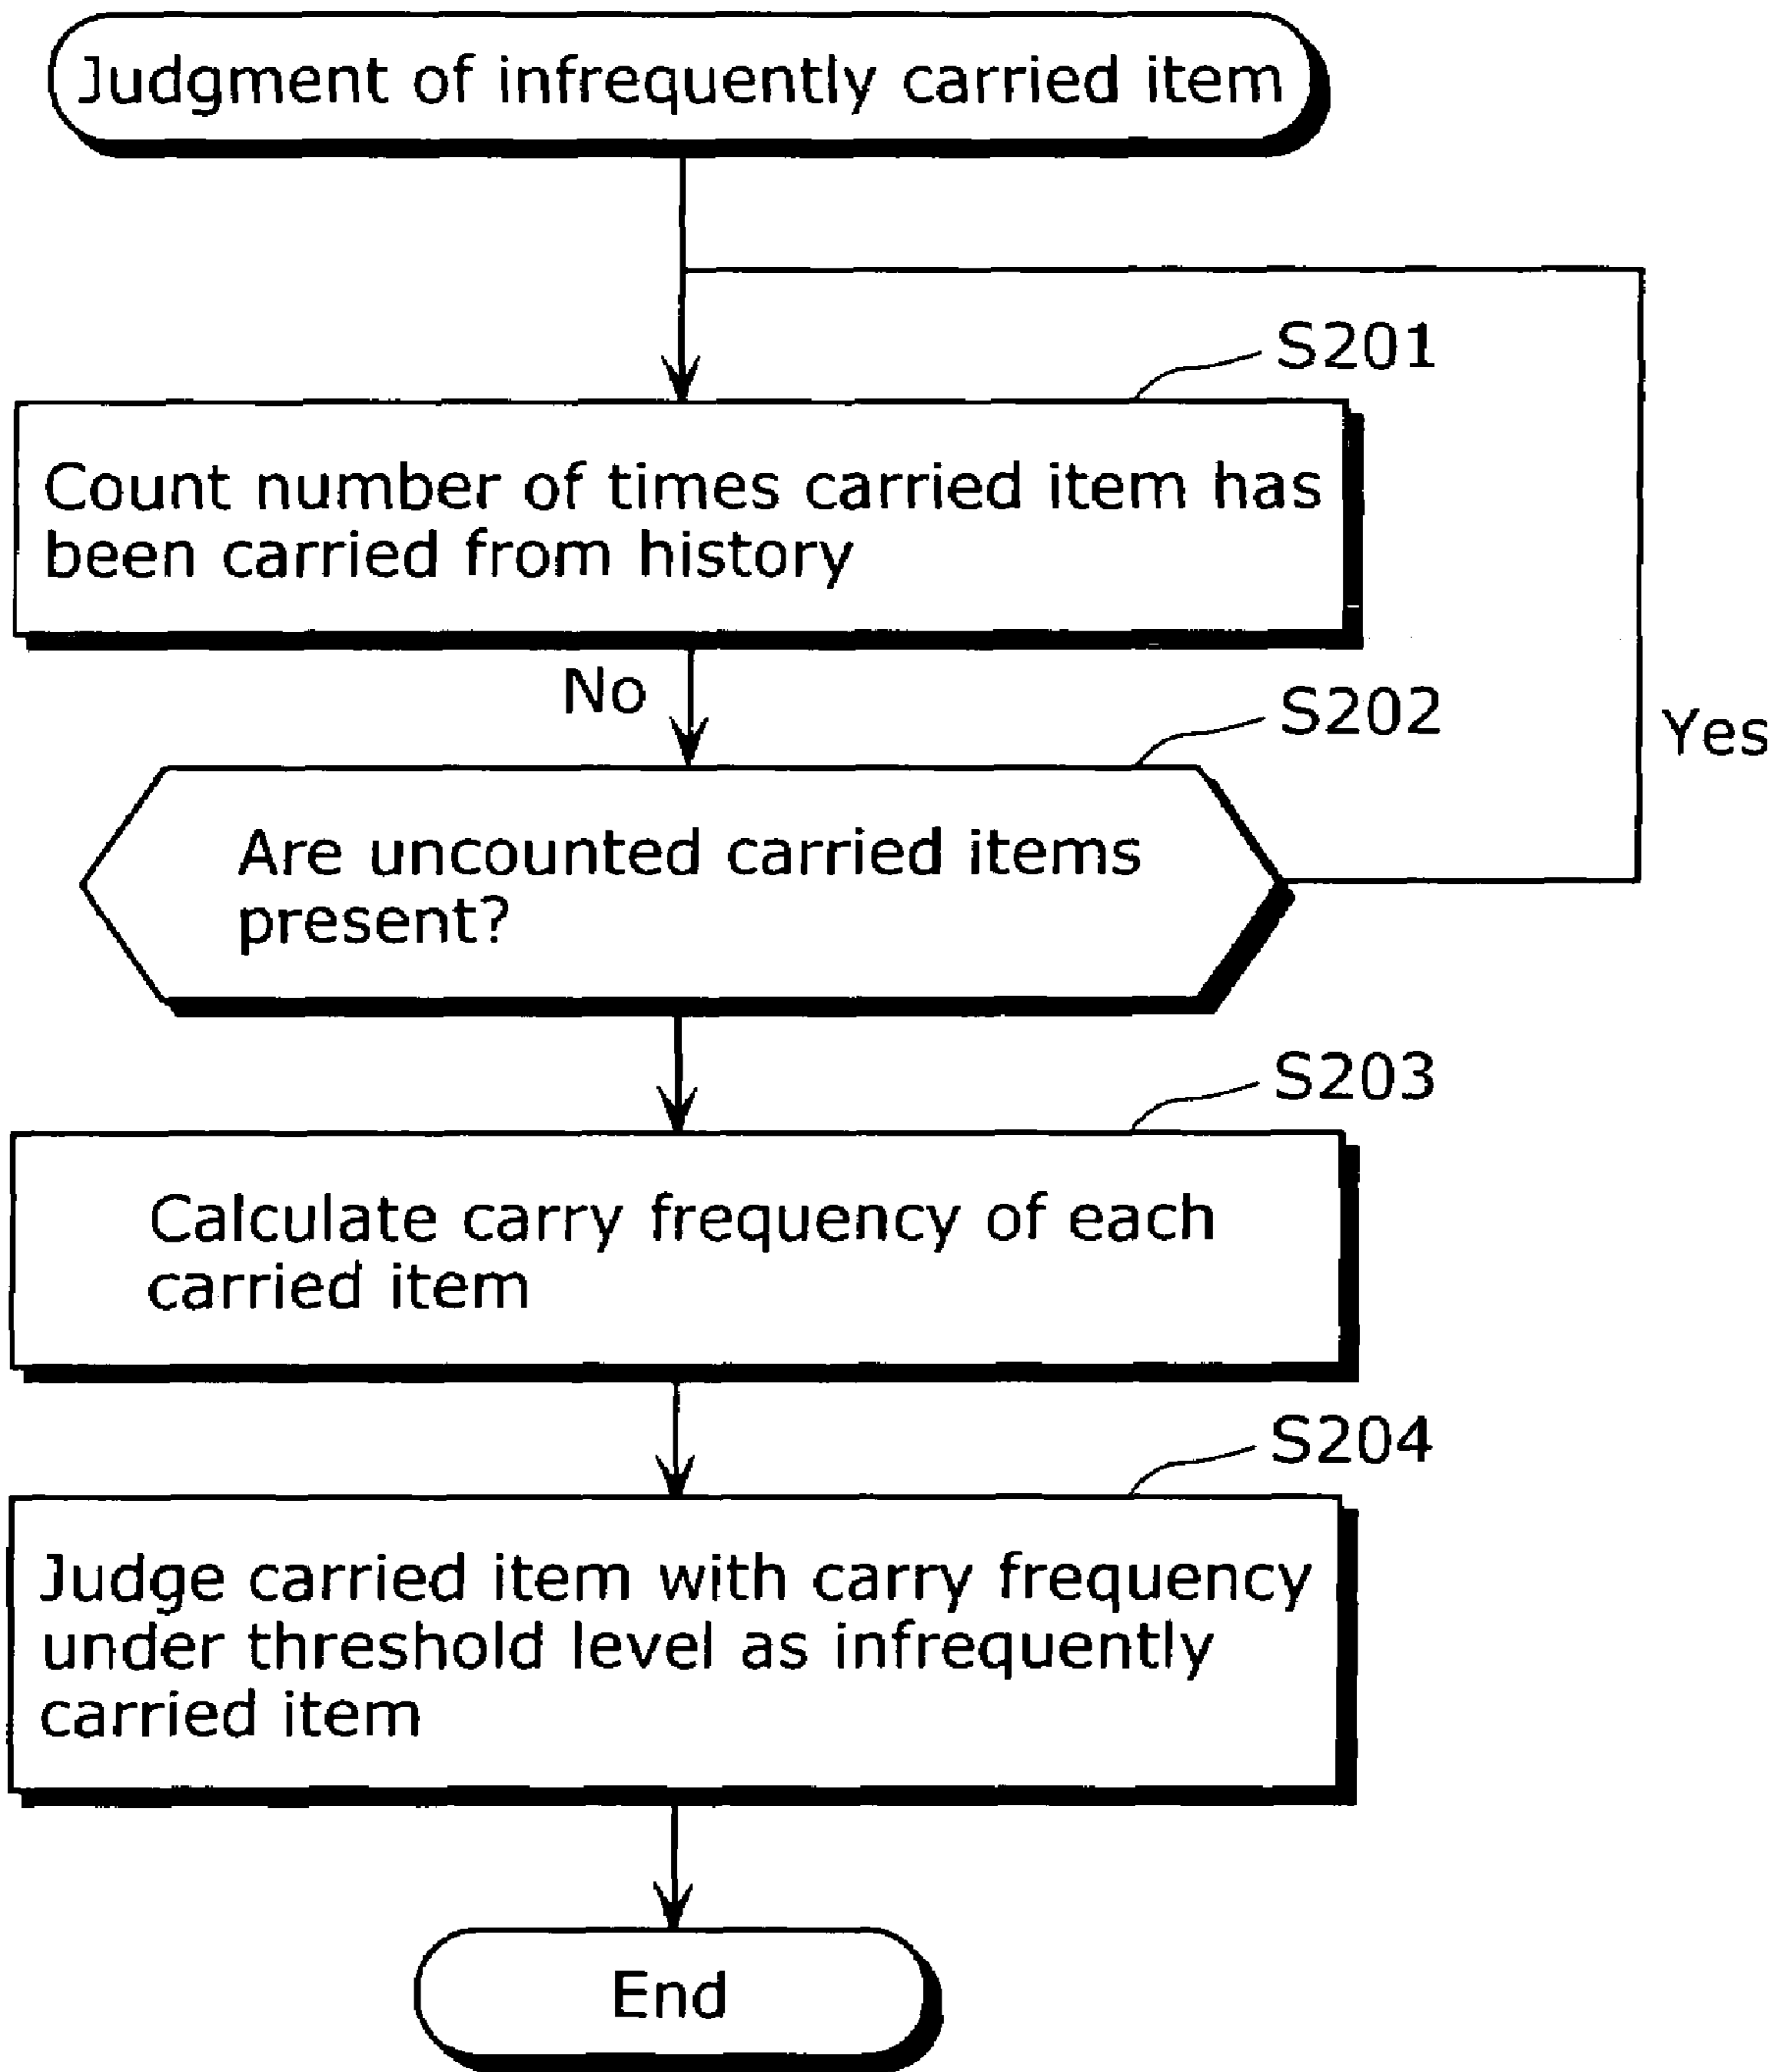 Judgment of infrequently carried item
S201
Count number of times carried item has
been carried from history
No
S202
Yes
Are uncounted carried items
present?
S203
Calculate carry frequency of each
carried item
S204
Judge carried item with carry frequency
under threshold level as infrequently
carried item
End